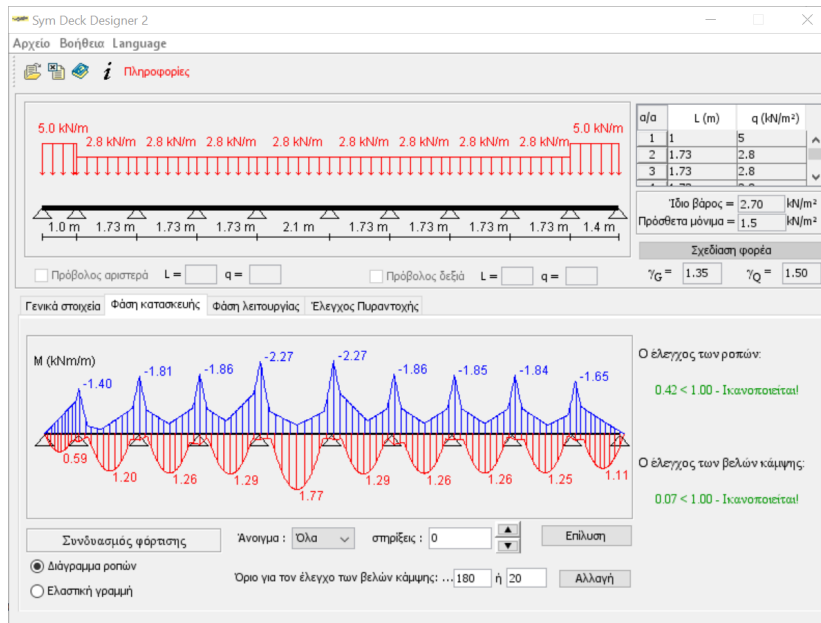 Sym Deck Designer 2
Αρχείο Βοήθεια Language
i Πληροφορίες
5.0 kN/m 5.0 kN/m
2.8 kN/m 2.8 kN/m 2.8 kN/m 2.8 kN/m 2.8 kN/m 2.8 kN/m 2.8 kN/m 2.8 kN/m
1.0 m 1.73 m 1.73 m 1.73 m 2.1 m 1.73 m 1.73 m 1.73 m 1.73 m 1.4 m
α/α L (m) q (kN/m²)
1 1 5
2 1.73 2.8
3 1.73 2.8
Ίδιο βάρος = 2.70 kN/m²
Πρόσθετα μόνιμα = 1.5 kN/m²
Σχεδίαση φορέα
Πρόβολος αριστερά L = q = Πρόβολος δεξιά L = q = γG = 1.35 γQ = 1.50
Γενικά στοιχεία Φάση κατασκευής Φάση λειτουργίας Έλεγχος Πυραντοχής
M (kNm/m)
-1.40 -1.81 -1.86 -2.27 -2.27 -1.86 -1.85 -1.84 -1.65
0.59 1.20 1.26 1.29 1.77 1.29 1.26 1.26 1.25 1.11
Ο έλεγχος των ροπών:
0.42 < 1.00 - Ικανοποιείται!
Ο έλεγχος των βελών κάμψης:
0.07 < 1.00 - Ικανοποιείται!
Συνδυασμός φόρτισης Άνοιγμα : Όλα στηρίξεις : 0 Επίλυση
Διάγραμμα ροπών
Όριο για τον έλεγχο των βελών κάμψης: ... 180 ή 20 Αλλαγή
Ελαστική γραμμή